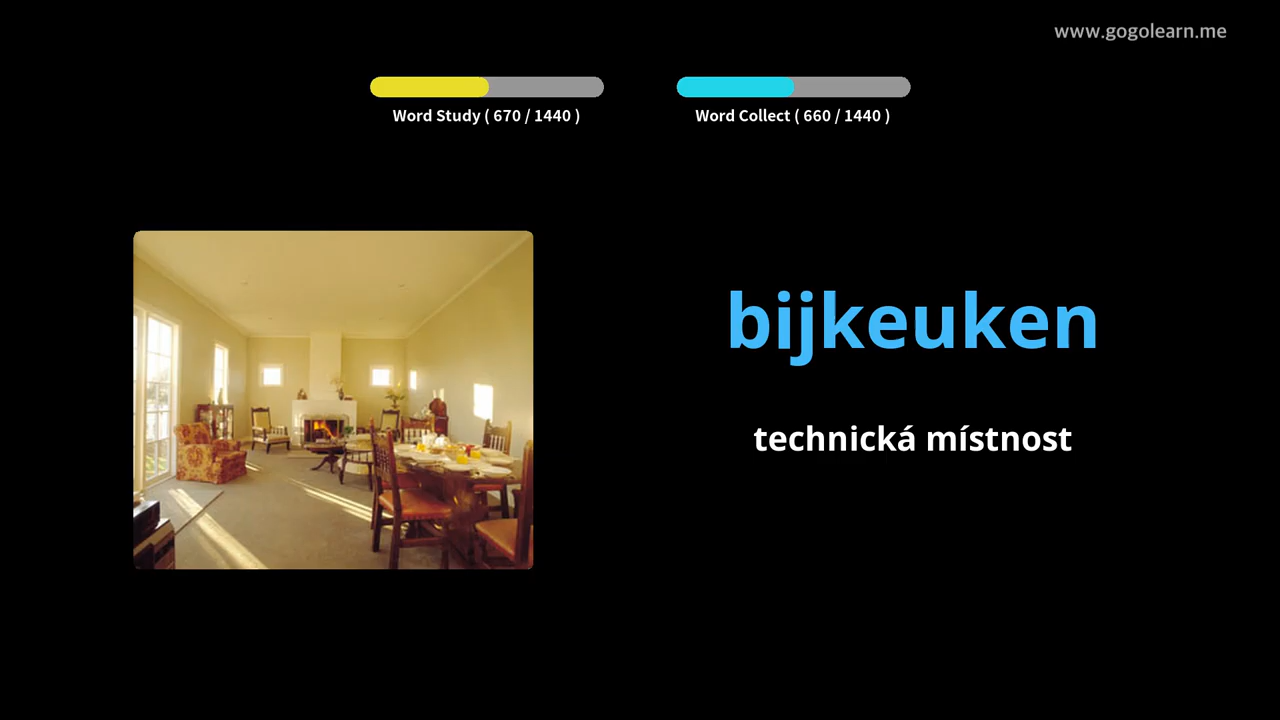 www.gogolearn.me
Word Study ( 670 / 1440 )
Word Collect ( 660 / 1440 )
bijkeuken
technická místnost